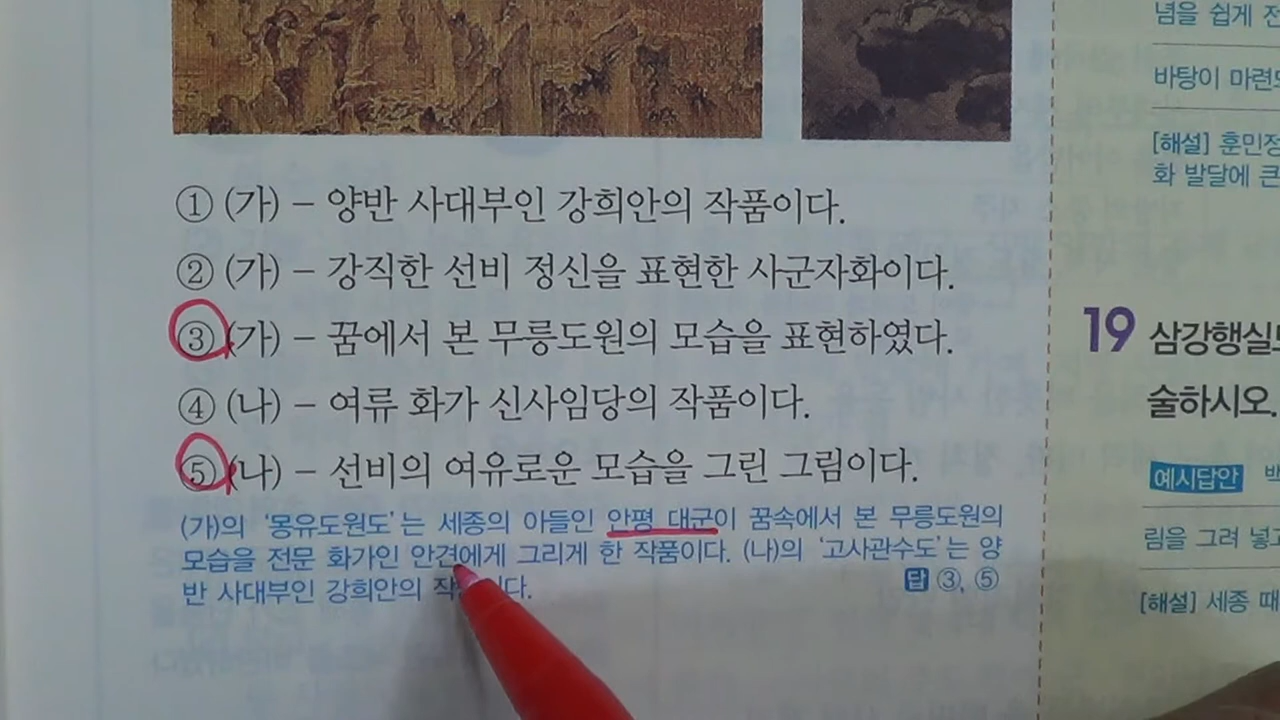 ① (가) – 양반 사대부인 강희안의 작품이다.
② (가) – 강직한 선비 정신을 표현한 사군자화이다.
③ (가) – 꿈에서 본 무릉도원의 모습을 표현하였다.
④ (나) – 여류 화가 신사임당의 작품이다.
⑤ (나) – 선비의 여유로운 모습을 그린 그림이다.
(가)의 '몽유도원도'는 세종의 아들인 안평 대군이 꿈속에서 본 무릉도원의
모습을 전문 화가인 안견에게 그리게 한 작품이다. (나)의 '고사관수도'는 양
반 사대부인 강희안의
답 ③, ⑤
념을 쉽게
바탕이
[해설] 훈민정
화 발달에 큰
19 삼강행실도
술하시오.
예시답안
림을 그려 넣고
[해설] 세종 때